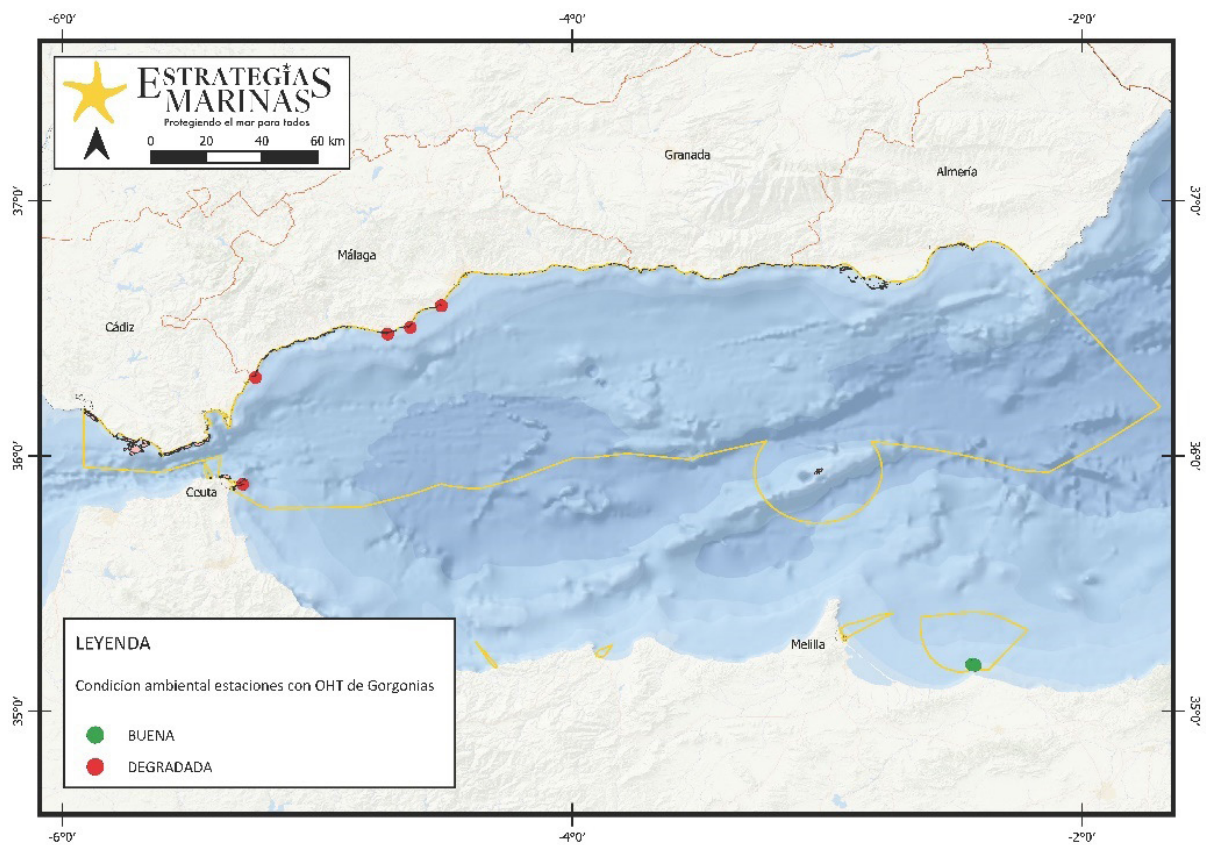 -6°0' -4°0' -2°0'
ESTRATEGIAS
MARINAS
Protegiendo el mar para todos
0 20 40 60 km
Granada
Almería
37°0' 37°0'
Málaga
Cádiz
36°0' 36°0'
Ceuta
LEYENDA
Melilla
Condicion ambiental estaciones con OHT de Gorgonias
35°0' 35°0'
BUENA
DEGRADADA
-6°0' -4°0' -2°0'